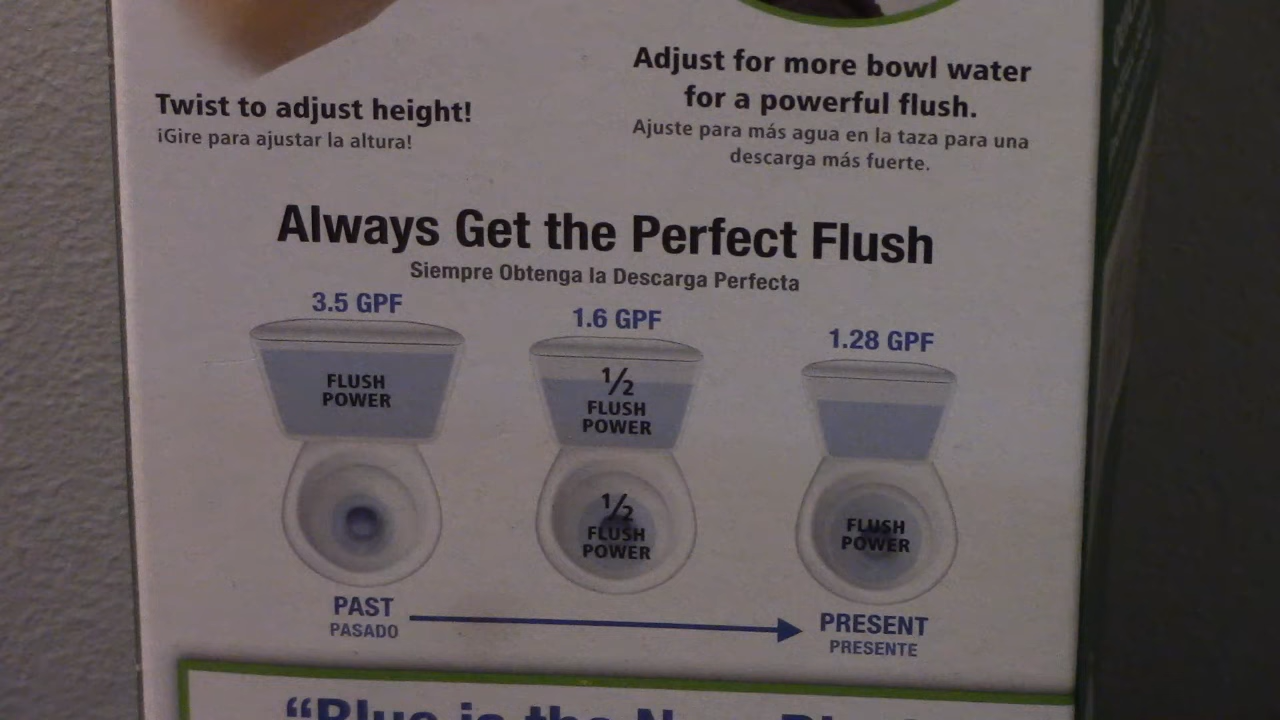 Twist to adjust height!
¡Gire para ajustar la altura!
Adjust for more bowl water
for a powerful flush.
Ajuste para más agua en la taza para una
descarga más fuerte.
Always Get the Perfect Flush
Siempre Obtenga la Descarga Perfecta
3.5 GPF
1.6 GPF
1.28 GPF
FLUSH
POWER
1/2
FLUSH
POWER
1/2
FLUSH
POWER
FLUSH
POWER
PAST
PASADO
PRESENT
PRESENTE
“Blue is the